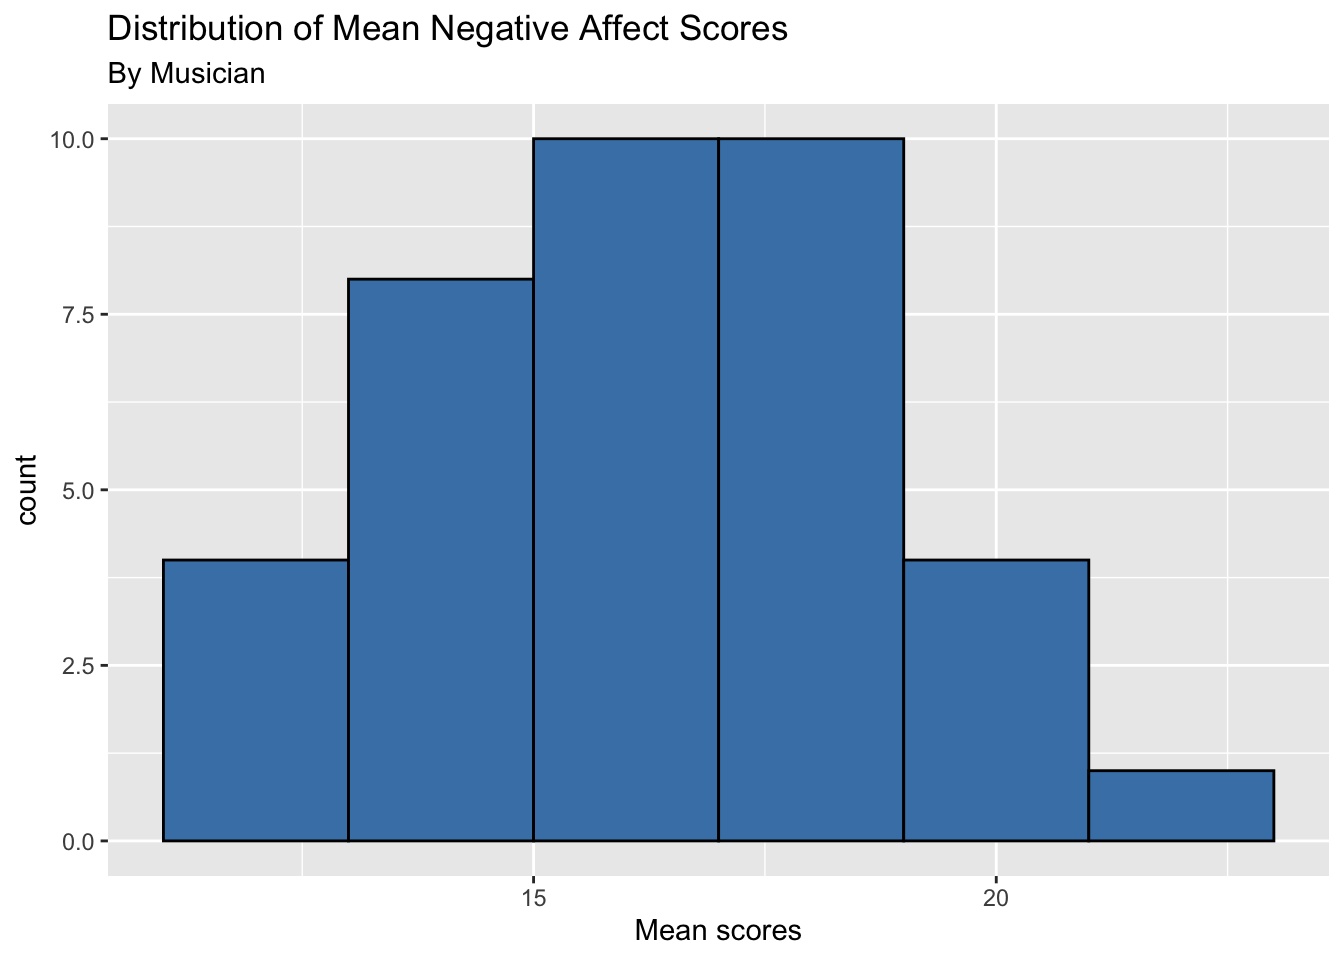 Distribution of Mean Negative Affect Scores
By Musician
10.0
7.5
5.0
2.5
0.0
count
15 20
Mean scores